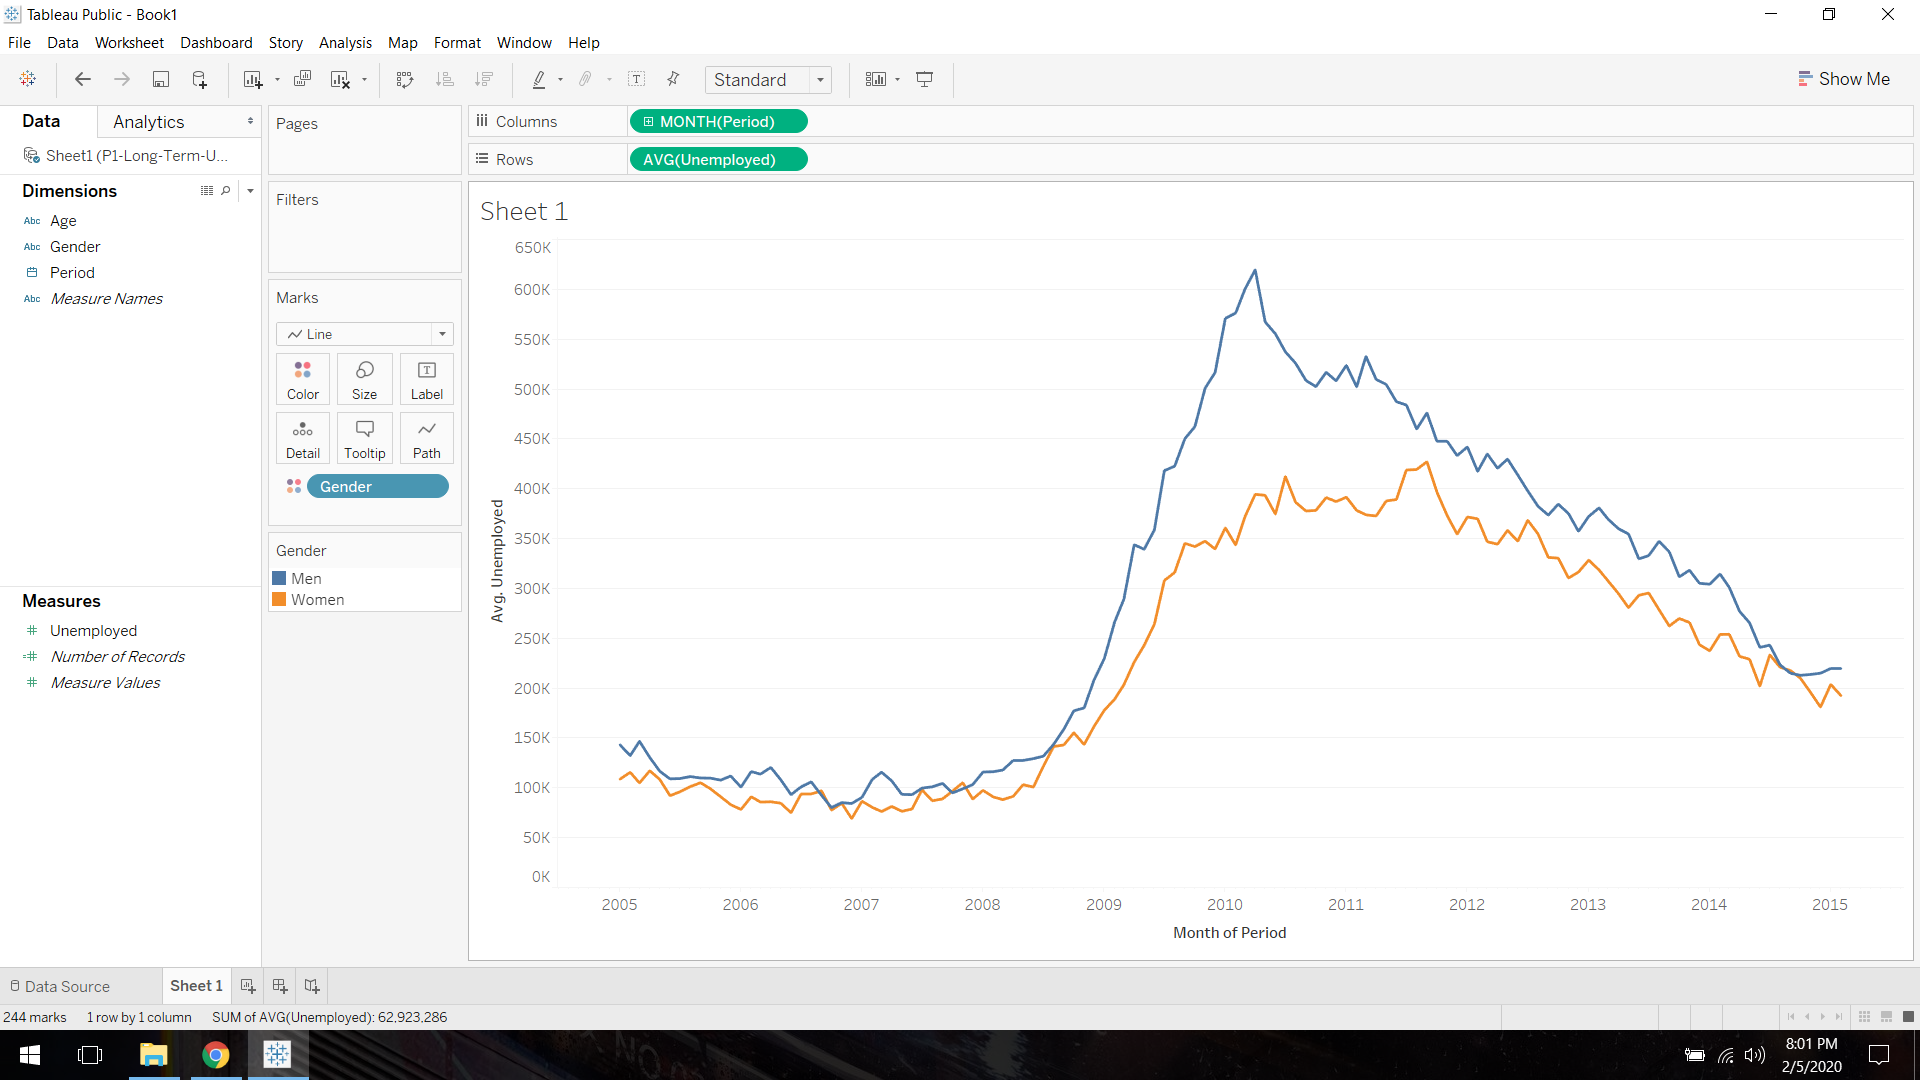 Tableau Public - Book1
File Data Worksheet Dashboard Story Analysis Map Format Window Help
Standard
Show Me
Data Analytics
Sheet1 (P1-Long-Term-U...
Dimensions
Abc Age
Abc Gender
Period
Abc Measure Names
Measures
Unemployed
Number of Records
Measure Values
Pages
Filters
Marks
Line
Color Size Label
Detail Tooltip Path
Gender
Gender
Men
Women
Columns MONTH(Period)
Rows AVG(Unemployed)
Sheet 1
650K
600K
550K
500K
450K
400K
350K
300K
250K
200K
150K
100K
50K
0K
Avg. Unemployed
2005 2006 2007 2008 2009 2010 2011 2012 2013 2014 2015
Month of Period
Data Source Sheet 1
244 marks 1 row by 1 column SUM of AVG(Unemployed): 62,923,286
8:01 PM
2/5/2020